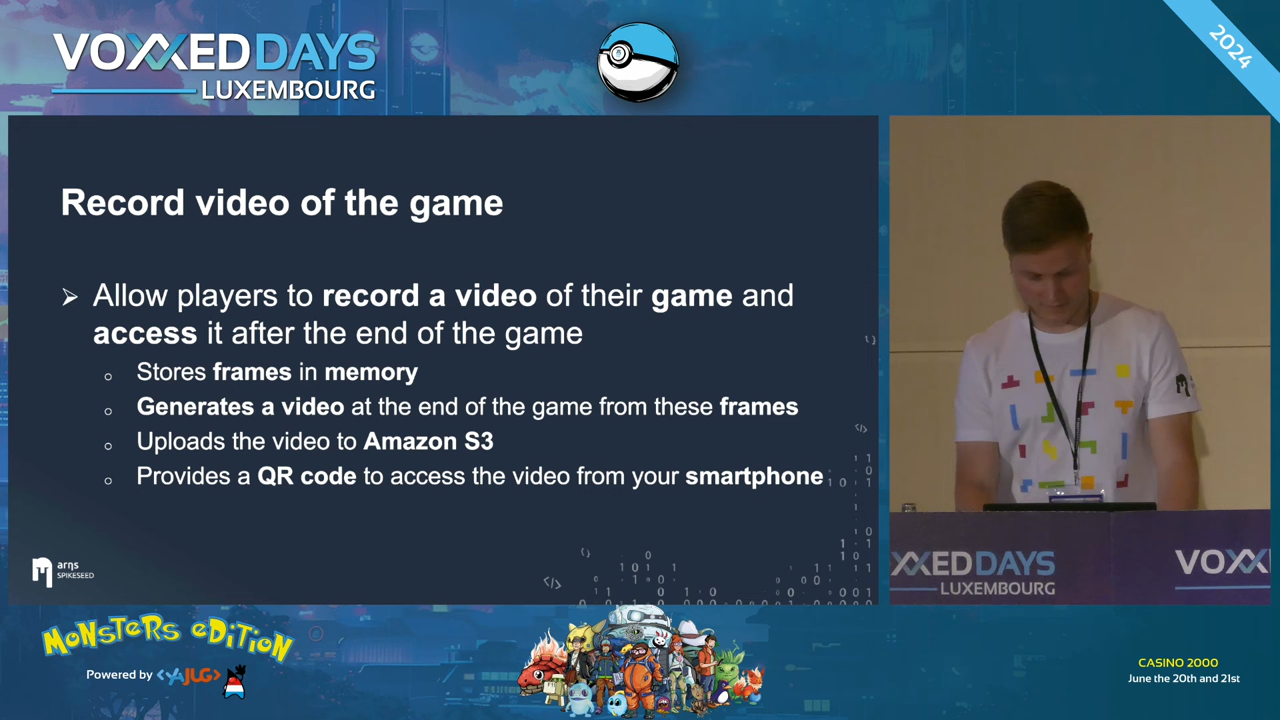 VOXXEDDAYS
LUXEMBOURG
2024
Record video of the game
Allow players to record a video of their game and
access it after the end of the game
Stores frames in memory
Generates a video at the end of the game from these frames
Uploads the video to Amazon S3
Provides a QR code to access the video from your smartphone
arηs
SPIKESEED
XXEDDAYS
LUXEMBOURG
VOXX
MONSTERS EDITION
Powered by <YAJUG>
CASINO 2000
June the 20th and 21st